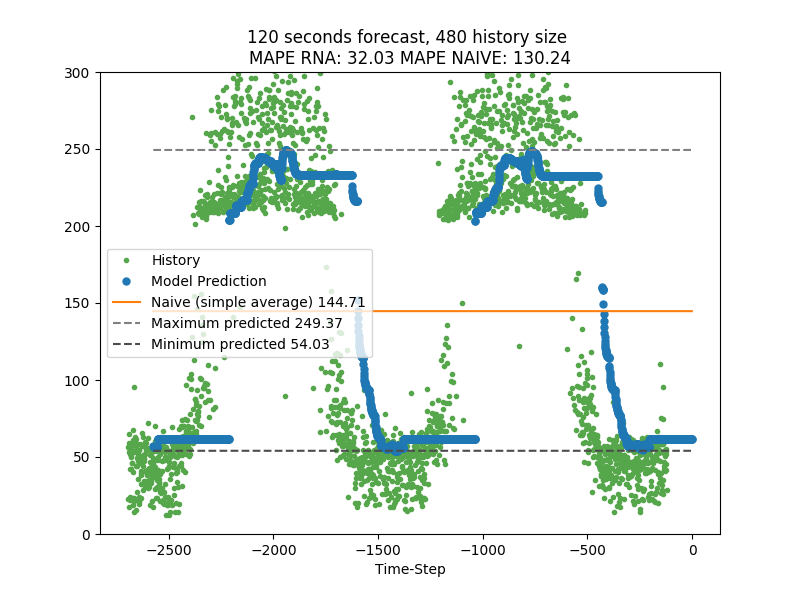 120 seconds forecast, 480 history size
MAPE RNA: 32.03 MAPE NAIVE: 130.24
300
250
200
150
100
50
0
History
Model Prediction
Naive (simple average) 144.71
Maximum predicted 249.37
Minimum predicted 54.03
−2500 −2000 −1500 −1000 −500 0
Time-Step